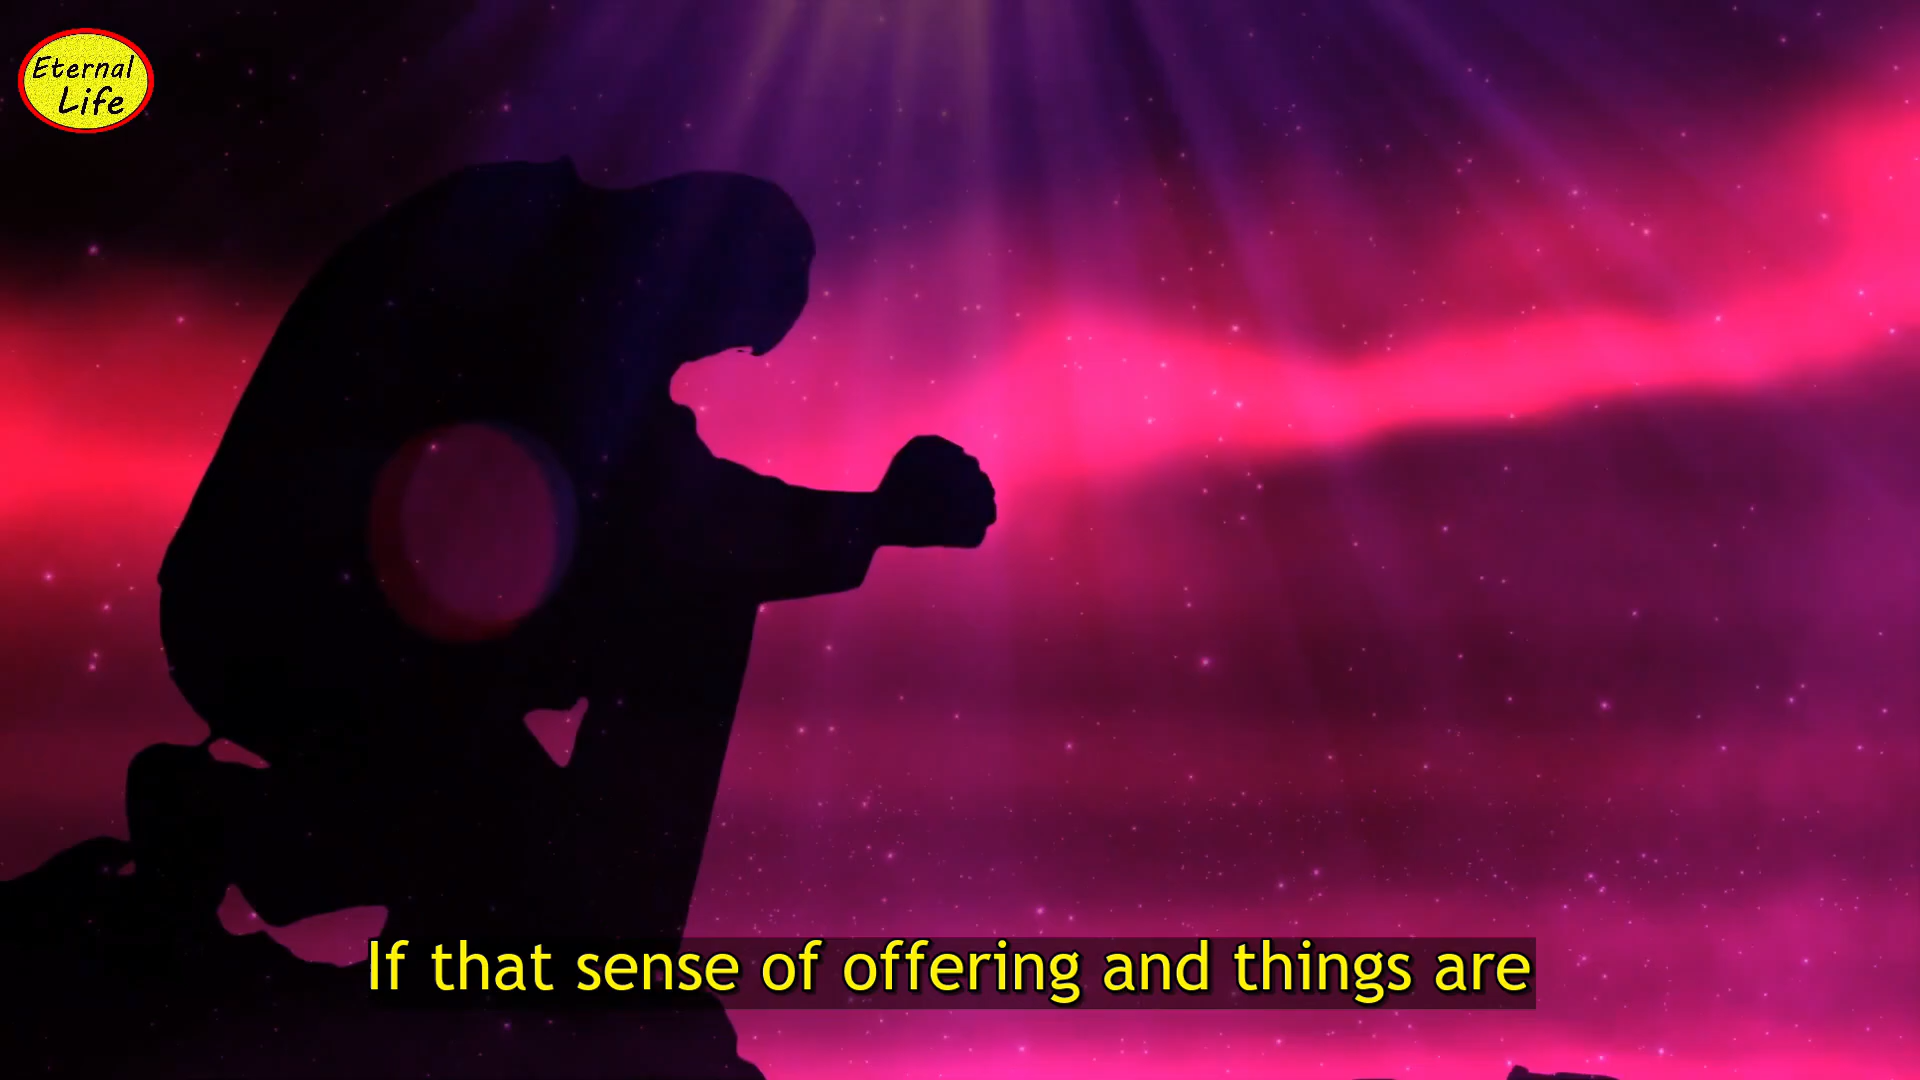 Eternal
Life
If that sense of offering and things are